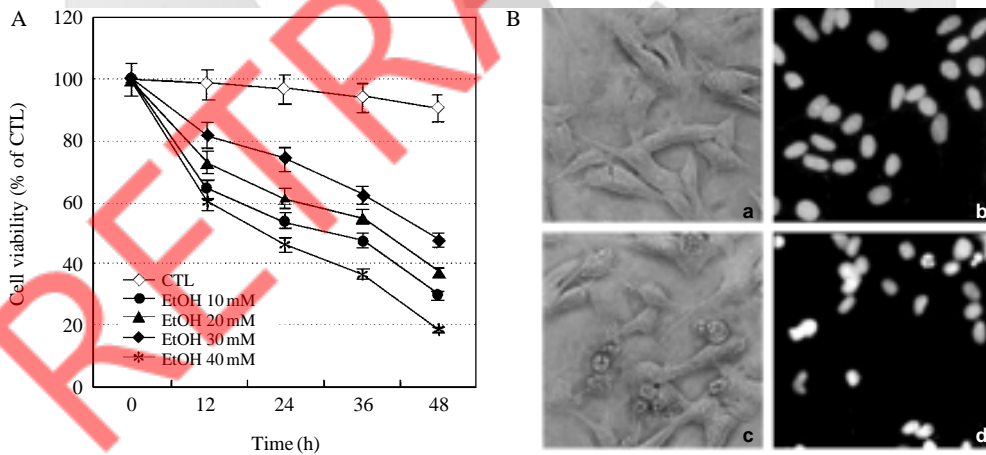 A
B
RETRA
Cell viability (% of CTL)
120
100
80
60
40
20
0
CTL
EtOH 10 mM
EtOH 20 mM
EtOH 30 mM
EtOH 40 mM
0 12 24 36 48
Time (h)
a
b
c
d